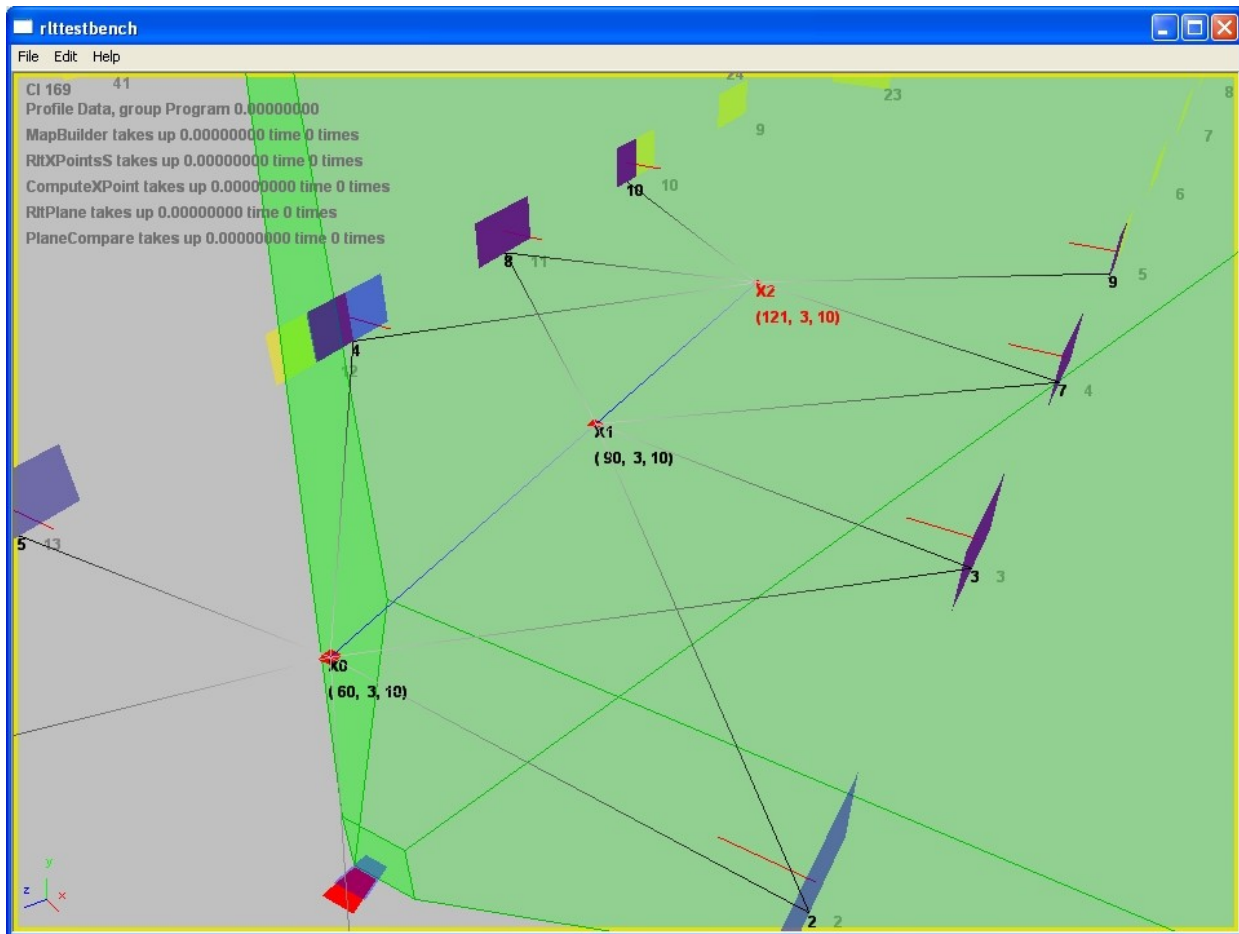 rlttestbench
File Edit Help
CI 169
41
24
23
8
Profile Data, group Program 0.00000000
MapBuilder takes up 0.00000000 time 0 times
9
7
RltXPointsS takes up 0.00000000 time 0 times
ComputeXPoint takes up 0.00000000 time 0 times
10 10
6
RltPlane takes up 0.00000000 time 0 times
PlaneCompare takes up 0.00000000 time 0 times
8 11
9 5
X2
(121, 3, 10)
4
12
7 4
X1
( 90, 3, 10)
5 13
3 3
X0
( 60, 3, 10)
y
z x
2 2